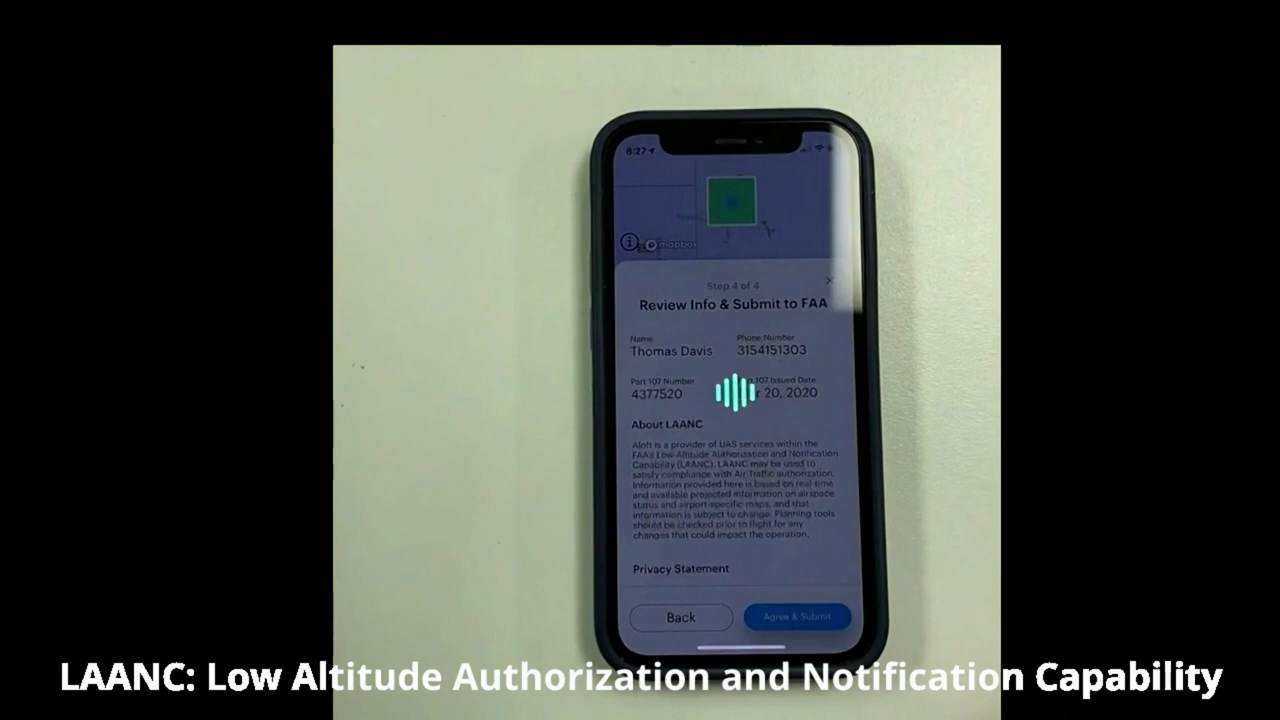 8:27
mapbox
Step 4 of 4
Review Info & Submit to FAA
Name
Phone Number
Thomas Davis
3154151303
Part 107 Number
107 Issued Date
4377520
20, 2020
About LAANC
Aloft is a provider of UAS services within the
FAA's Low Altitude Authorization and Notification
Capability (LAANC). LAANC may be used to
satisfy compliance with Air Traffic authorization.
Information provided here is based on real-time
and available projected information on airspace
status and airport-specific maps, and that
information is subject to change. Planning tools
should be checked prior to flight for any
changes that could impact the operation.
Privacy Statement
Back
Agree & Submit
LAANC: Low Altitude Authorization and Notification Capability